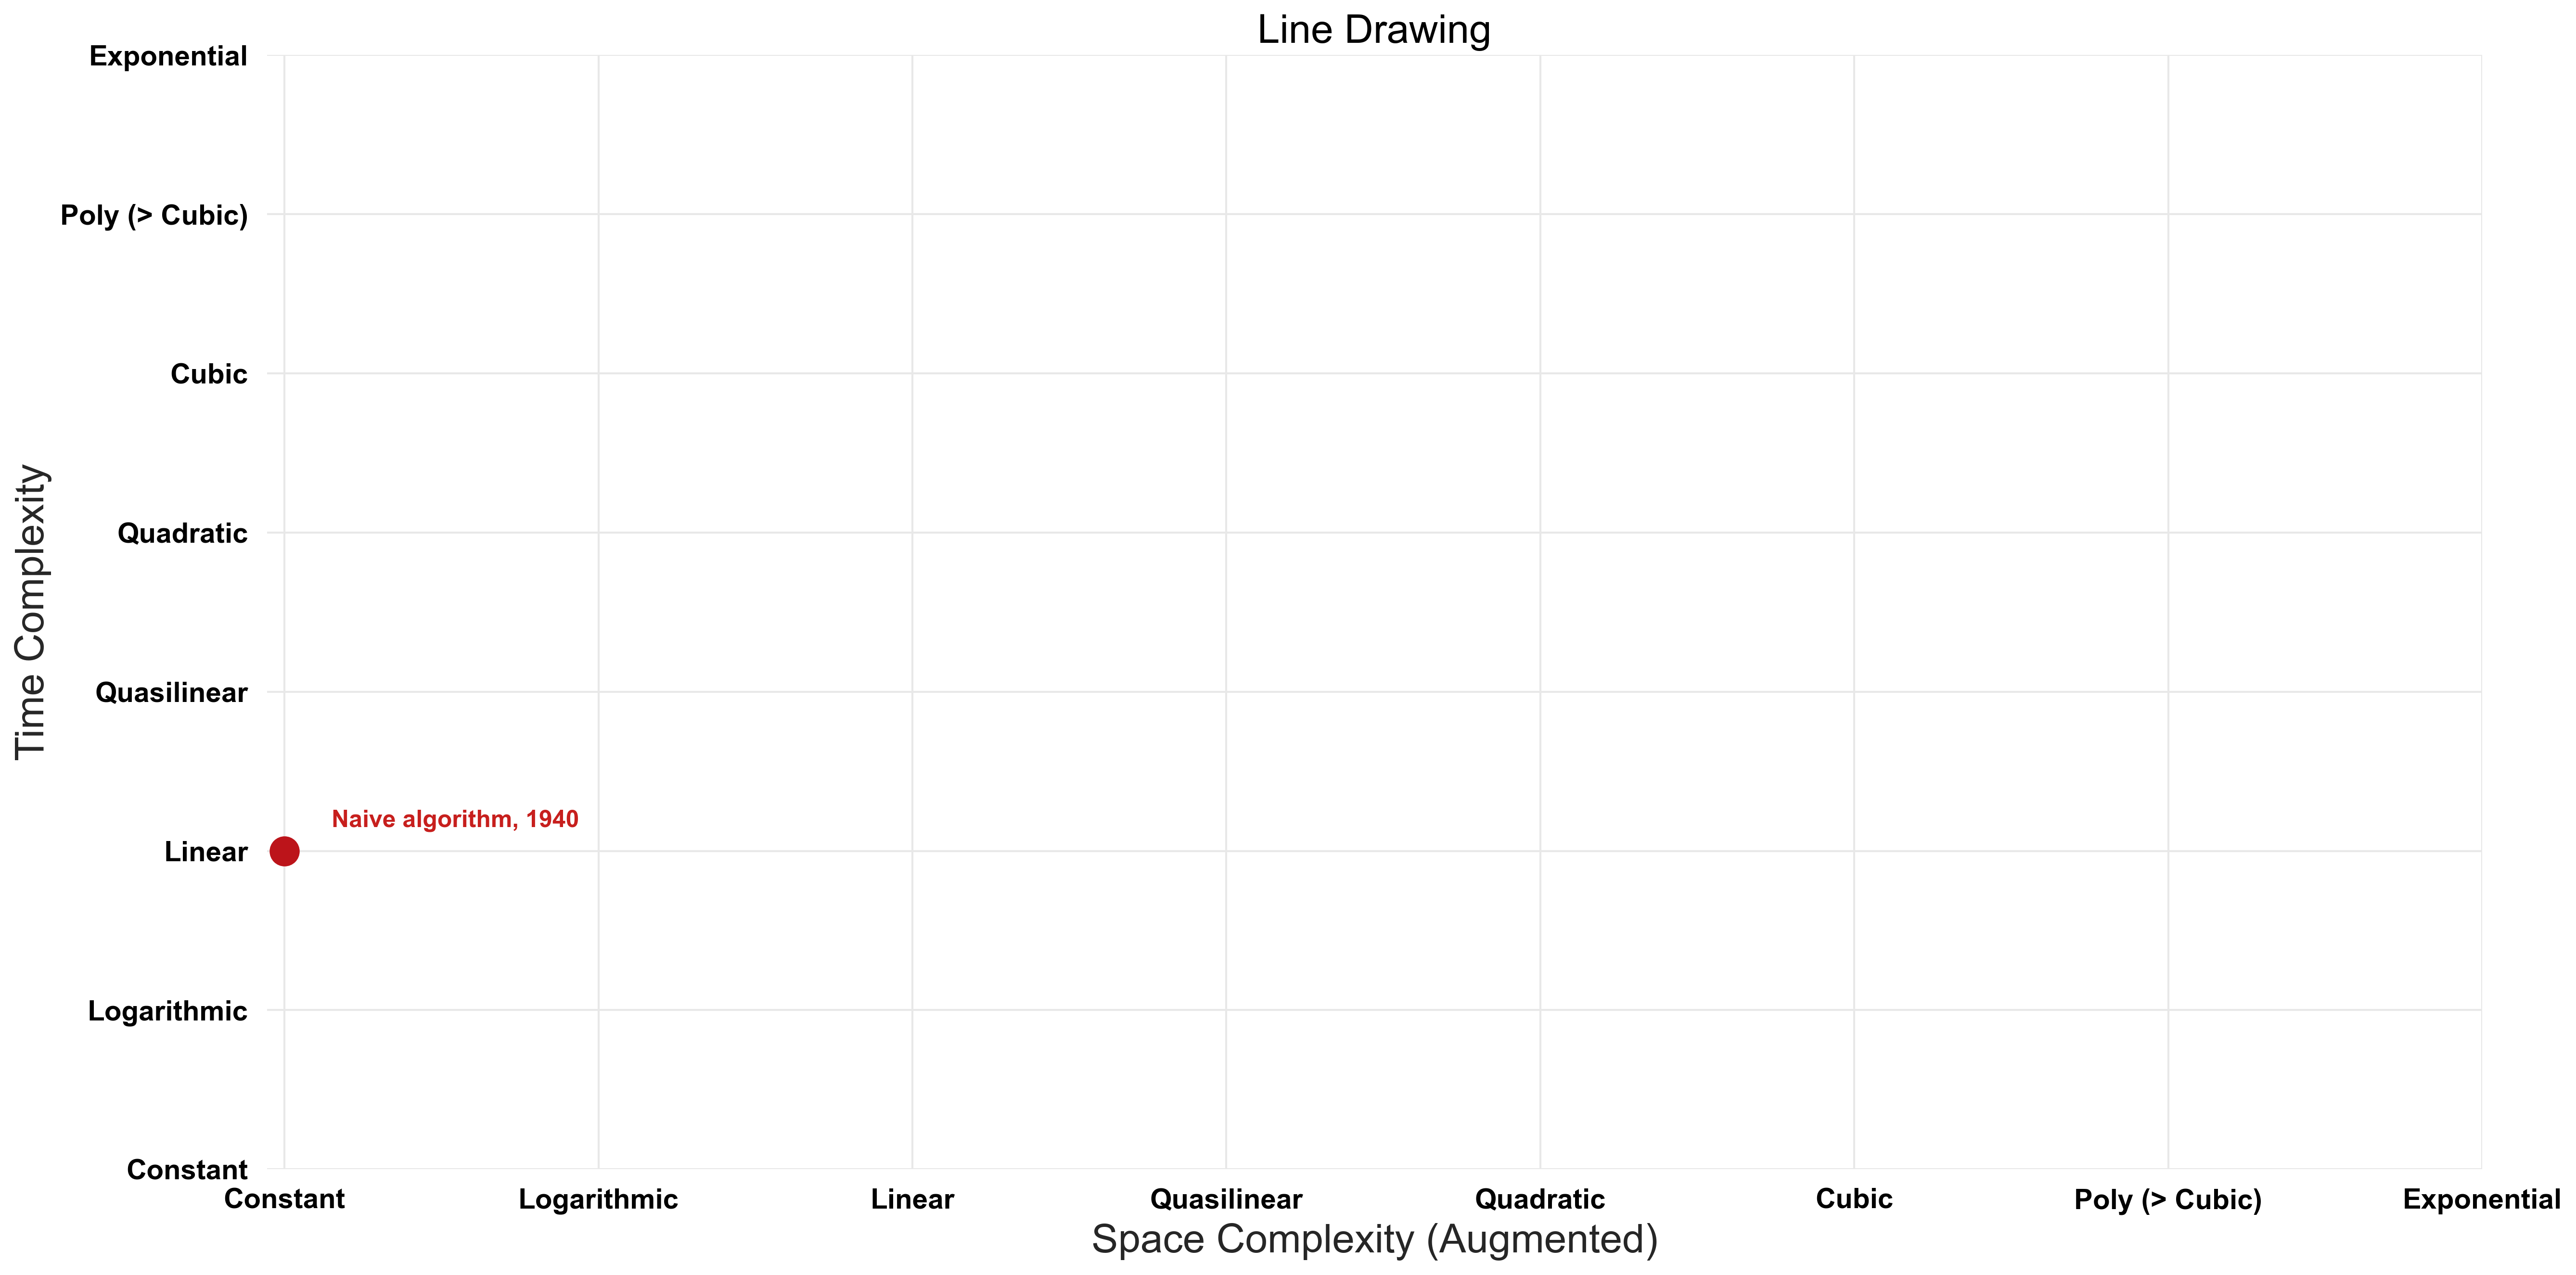 Line Drawing
Exponential
Poly (> Cubic)
Cubic
Quadratic
Quasilinear
Linear
Logarithmic
Constant
Time Complexity
Naive algorithm, 1940
Constant
Logarithmic
Linear
Quasilinear
Quadratic
Cubic
Poly (> Cubic)
Exponential
Space Complexity (Augmented)